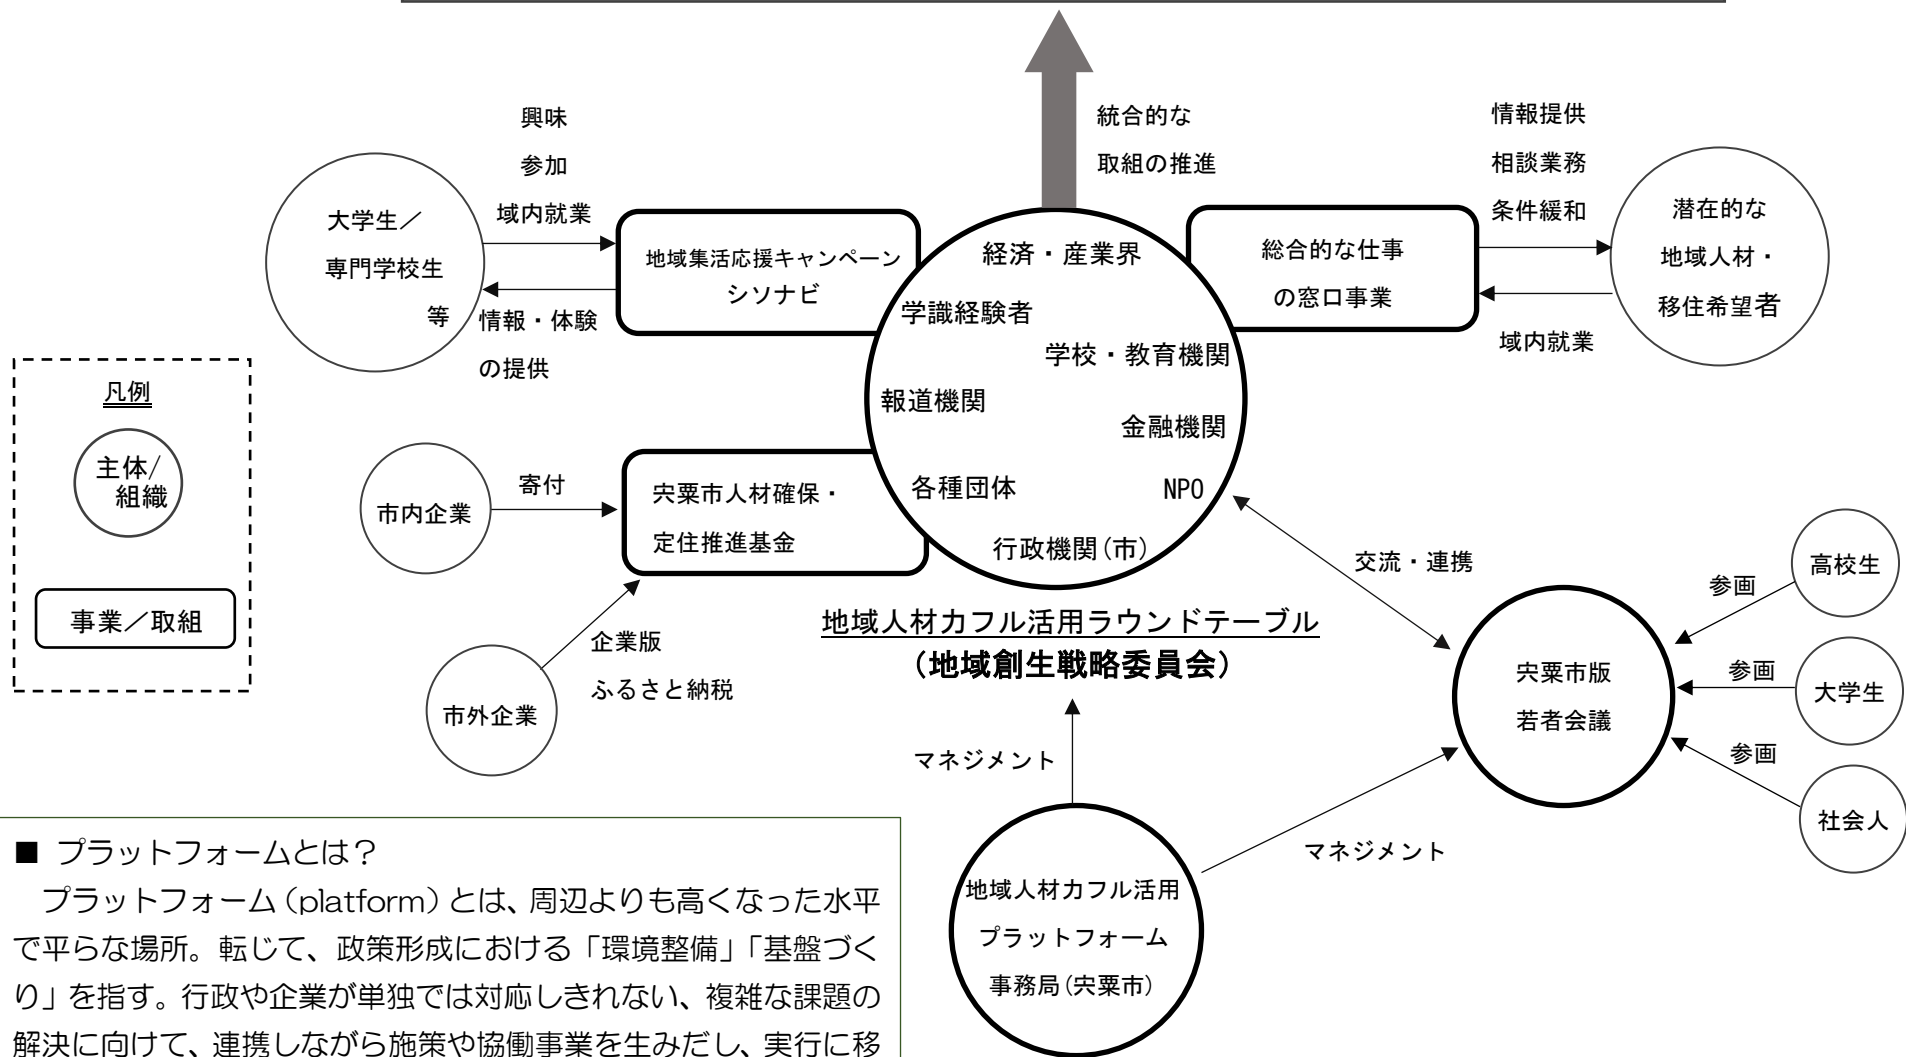 統合的な
取組の推進
興味
参加
域内就業
大学生／
専門学校生
等
情報・体験
の提供
地域集活応援キャンペーン
シソナビ
経済・産業界
学識経験者
学校・教育機関
報道機関
金融機関
各種団体
NPO
行政機関(市)
総合的な仕事
の窓口事業
情報提供
相談業務
条件緩和
域内就業
潜在的な
地域人材・
移住希望者
凡例
主体/
組織
事業／取組
市内企業
寄付
宍粟市人材確保・
定住推進基金
市外企業
企業版
ふるさと納税
地域人材力フル活用ラウンドテーブル
（地域創生戦略委員会）
交流・連携
宍粟市版
若者会議
参画
高校生
参画
大学生
参画
社会人
マネジメント
マネジメント
地域人材力フル活用
プラットフォーム
事務局(宍粟市)
■ プラットフォームとは？
プラットフォーム（platform）とは、周辺よりも高くなった水平
で平らな場所。転じて、政策形成における「環境整備」「基盤づく
り」を指す。行政や企業が単独では対応しきれない、複雑な課題の
解決に向けて、連携しながら施策や協働事業を生みだし、実行に移